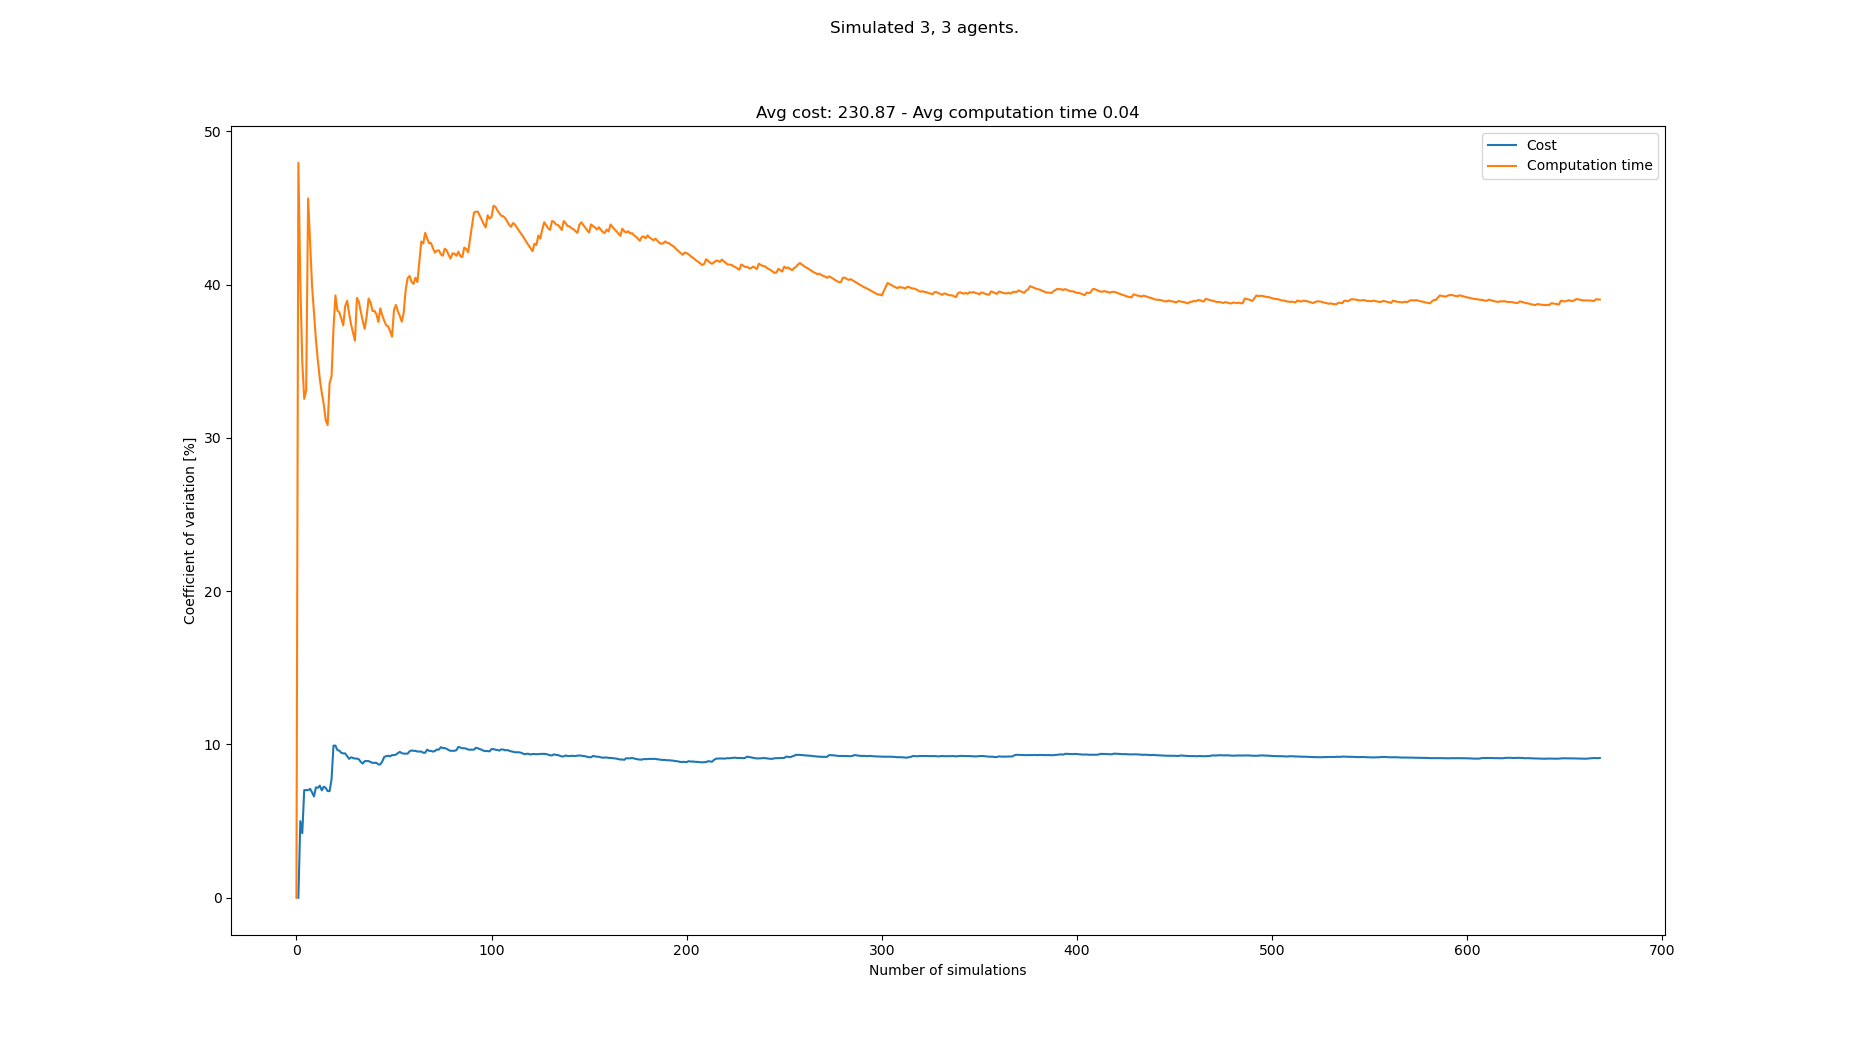 Simulated 3, 3 agents.
Avg cost: 230.87 - Avg computation time 0.04
Cost
Computation time
50
40
30
20
10
0
Coefficient of variation [%]
0 100 200 300 400 500 600 700
Number of simulations